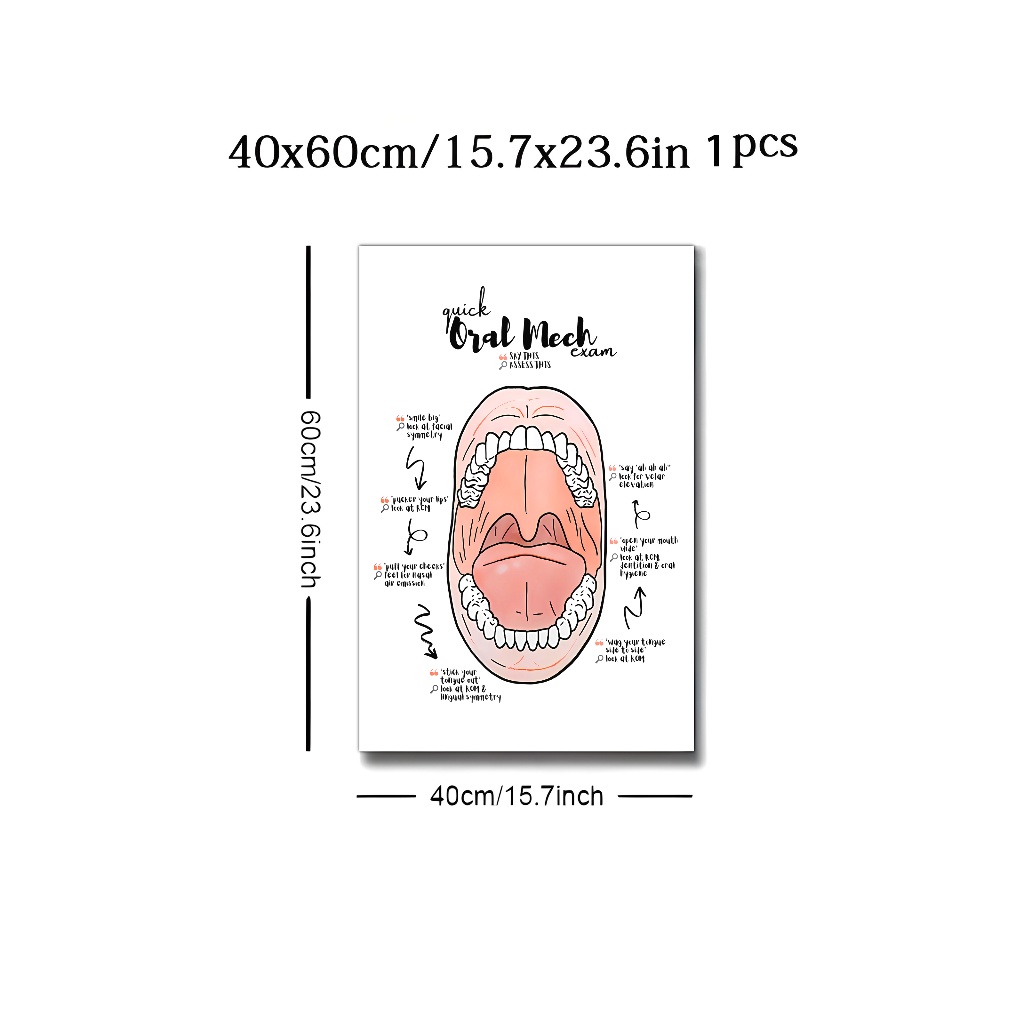 40x60cm/15.7x23.6in 1pcs
quick
Oral Mech
exam
SAY THIS
ASSESS THIS
'smile big'
look at facial
symmetry
'pucker your lips'
look at ROM
'puff your cheeks'
feel for nasal
air emission
'stick your
tongue out'
look at ROM &
lingual symmetry
'wag your tongue
side to side'
look at ROM
'open your mouth
wide'
look at ROM,
dentition & oral
hygiene
'say "ah ah ah"
look for velar
elevation
60cm/23.6inch
40cm/15.7inch